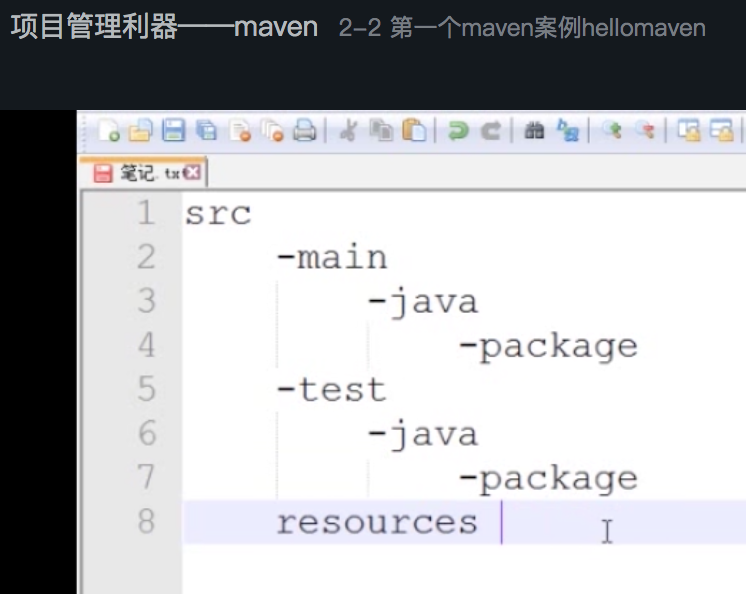 项目管理利器——maven 2-2 第一个maven案例hellomaven
笔记.tx
1 src
2 -main
3 -java
4 -package
5 -test
6 -java
7 -package
8 resources